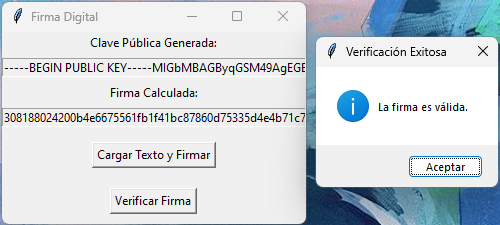 Firma Digital
Clave Pública Generada:
-----BEGIN PUBLIC KEY-----MIGbMBAGByqGSM49AgEGE
Firma Calculada:
308188024200b4e6675561fb1f41bc87860d75335d4e4b71c7
Cargar Texto y Firmar
Verificar Firma
Verificación Exitosa
La firma es válida.
Aceptar